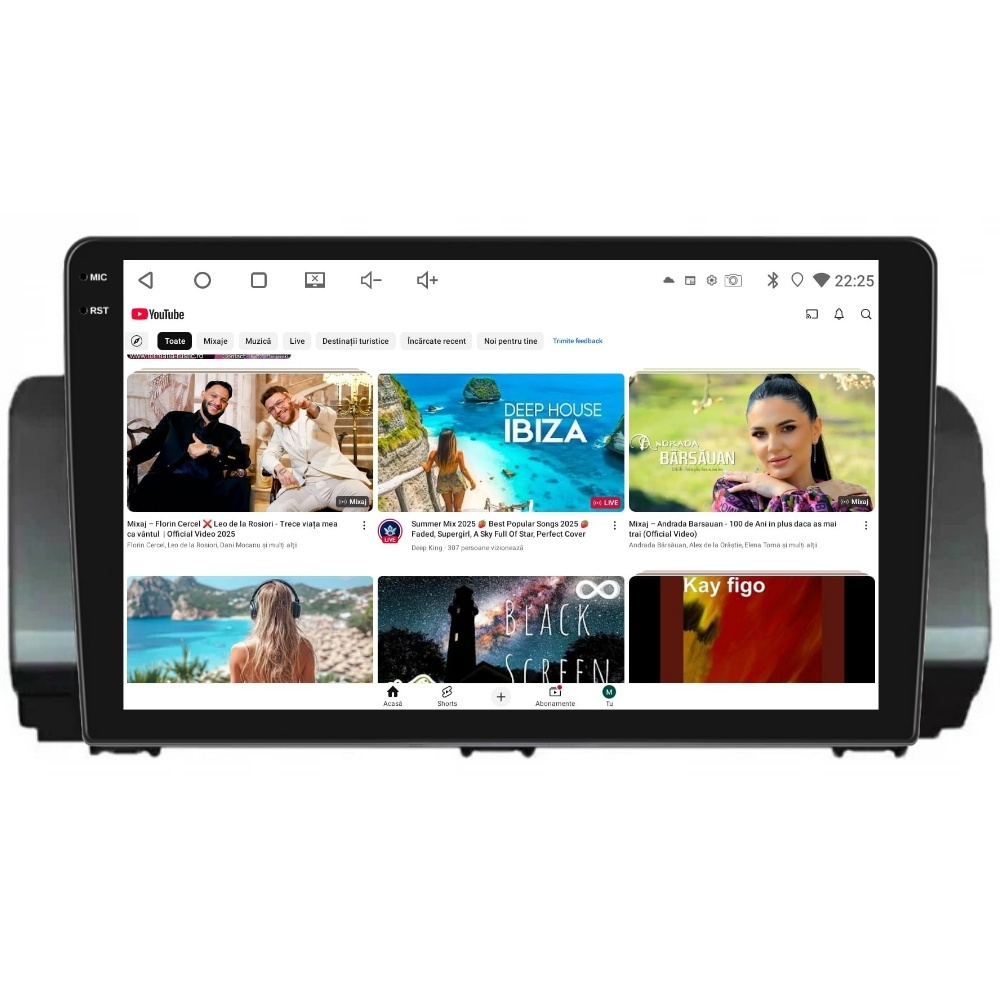 MIC
22:25
RST
YouTube
Toate
Mixaje
Muzică
Live
Destinații turistice
Încărcate recent
Noi pentru tine
Trimite feedback
DEEP HOUSE
IBIZA
ANDRADA
BÂRSĂUAN
Mixaj
LIVE
Mixaj
Mixaj – Florin Cercel ❌ Leo de la Rosiori - Trece viața mea
ca vântul | Official Video 2025
Florin Cercel, Leo de la Rosiori, Dani Mocanu și mulți alții
LIVE
Summer Mix 2025 🍓 Best Popular Songs 2025 🍓
Faded, Supergirl, A Sky Full Of Star, Perfect Cover
Deep King · 307 persoane vizionează
Mixaj – Andrada Barsauan - 100 de Ani in plus daca as mai
trai (Official Video)
Andrada Bârsăuan, Alex de la Orăștie, Elena Toma și mulți alții
BLACK
SCREEN
Kay figo
Acasă
Shorts
Abonamente
M
Tu